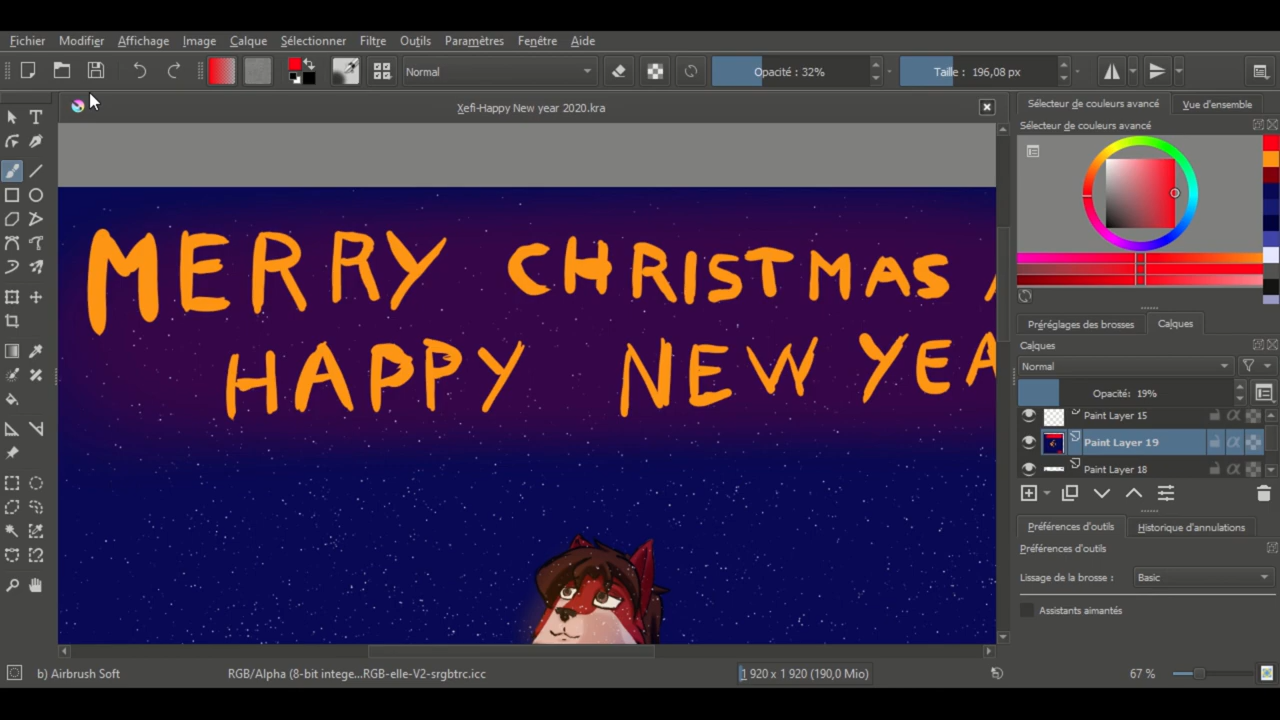 Fichier Modifier Affichage Image Calque Sélectionner Filtre Outils Paramètres Fenêtre Aide
Normal Opacité : 32% Taille : 196,08 px
Xefi-Happy New year 2020.kra
Sélecteur de couleurs avancé Vue d'ensemble
Sélecteur de couleurs avancé
MERRY CHRISTMAS
HAPPY NEW YEA
Préréglages des brosses Calques
Calques
Normal
Opacité: 19%
Paint Layer 15
Paint Layer 19
Paint Layer 18
Préférences d'outils Historique d'annulations
Préférences d'outils
Lissage de la brosse : Basic
Assistants aimantés
b) Airbrush Soft RGB/Alpha (8-bit intege...RGB-elle-V2-srgbtrc.icc 1 920 x 1 920 (190,0 Mio) 67 %